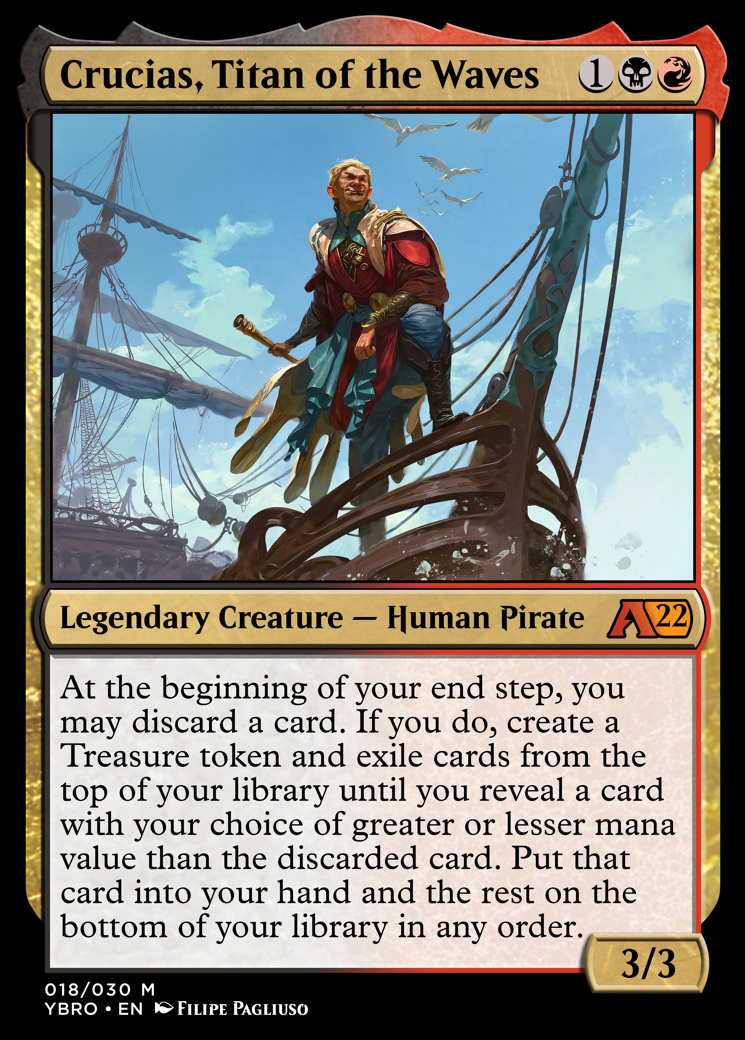 Crucias, Titan of the Waves 1
Legendary Creature — Human Pirate A22
At the beginning of your end step, you
may discard a card. If you do, create a
Treasure token and exile cards from the
top of your library until you reveal a card
with your choice of greater or lesser mana
value than the discarded card. Put that
card into your hand and the rest on the
bottom of your library in any order.
3/3
018/030 M
YBRO • EN Filipe Pagliuso